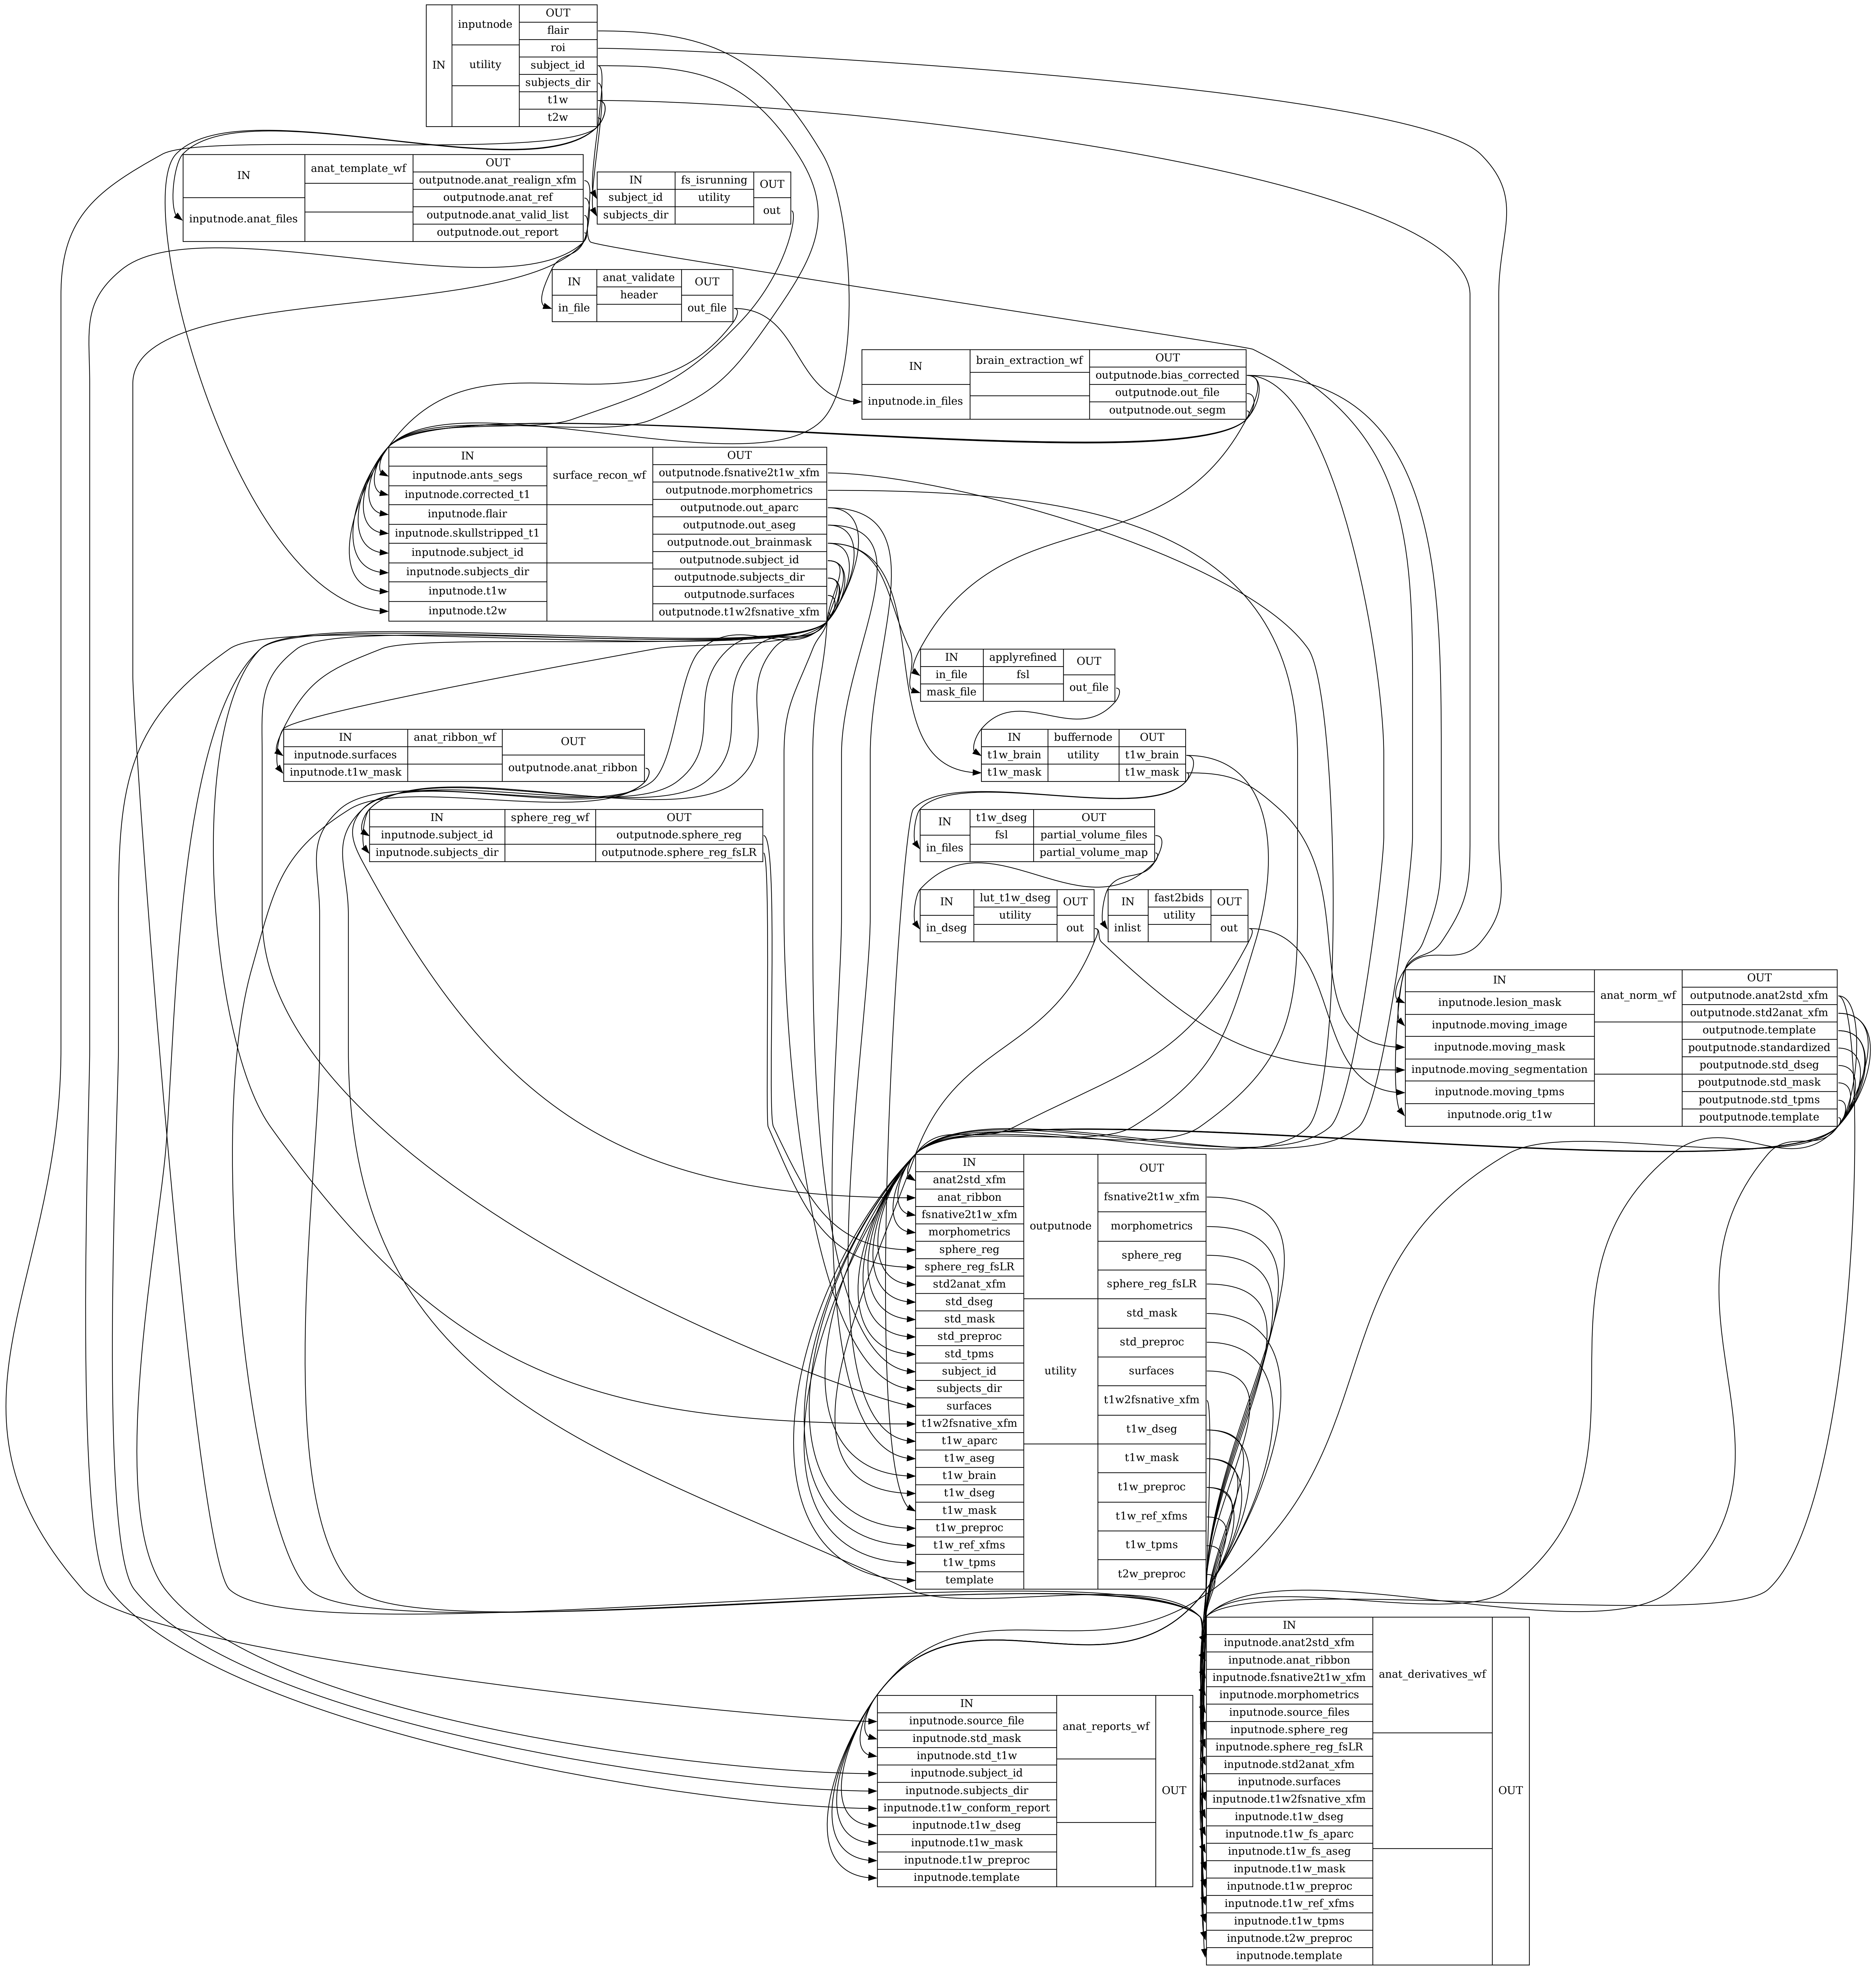 IN
inputnode
utility
OUT
flair
roi
subject_id
subjects_dir
t1w
t2w
IN
inputnode.anat_files
anat_template_wf
OUT
outputnode.anat_realign_xfm
outputnode.anat_ref
outputnode.anat_valid_list
outputnode.out_report
IN
subject_id
subjects_dir
fs_isrunning
utility
OUT
out
IN
in_file
anat_validate
header
OUT
out_file
IN
inputnode.in_files
brain_extraction_wf
OUT
outputnode.bias_corrected
outputnode.out_file
outputnode.out_segm
IN
inputnode.ants_segs
inputnode.corrected_t1
inputnode.flair
inputnode.skullstripped_t1
inputnode.subject_id
inputnode.subjects_dir
inputnode.t1w
inputnode.t2w
surface_recon_wf
OUT
outputnode.fsnative2t1w_xfm
outputnode.morphometrics
outputnode.out_aparc
outputnode.out_aseg
outputnode.out_brainmask
outputnode.subject_id
outputnode.subjects_dir
outputnode.surfaces
outputnode.t1w2fsnative_xfm
IN
in_file
mask_file
applyrefined
fsl
OUT
out_file
IN
inputnode.surfaces
inputnode.t1w_mask
anat_ribbon_wf
OUT
outputnode.anat_ribbon
IN
t1w_brain
t1w_mask
buffernode
utility
OUT
t1w_brain
t1w_mask
IN
inputnode.subject_id
inputnode.subjects_dir
sphere_reg_wf
OUT
outputnode.sphere_reg
outputnode.sphere_reg_fsLR
IN
in_files
t1w_dseg
fsl
OUT
partial_volume_files
partial_volume_map
IN
in_dseg
lut_t1w_dseg
utility
OUT
out
IN
inlist
fast2bids
utility
OUT
out
IN
inputnode.lesion_mask
inputnode.moving_image
inputnode.moving_mask
inputnode.moving_segmentation
inputnode.moving_tpms
inputnode.orig_t1w
anat_norm_wf
OUT
outputnode.anat2std_xfm
outputnode.std2anat_xfm
outputnode.template
poutputnode.standardized
poutputnode.std_dseg
poutputnode.std_mask
poutputnode.std_tpms
poutputnode.template
IN
anat2std_xfm
anat_ribbon
fsnative2t1w_xfm
morphometrics
sphere_reg
sphere_reg_fsLR
std2anat_xfm
std_dseg
std_mask
std_preproc
std_tpms
subject_id
subjects_dir
surfaces
t1w2fsnative_xfm
t1w_aparc
t1w_aseg
t1w_brain
t1w_dseg
t1w_mask
t1w_preproc
t1w_ref_xfms
t1w_tpms
template
outputnode
utility
OUT
fsnative2t1w_xfm
morphometrics
sphere_reg
sphere_reg_fsLR
std_mask
std_preproc
surfaces
t1w2fsnative_xfm
t1w_dseg
t1w_mask
t1w_preproc
t1w_ref_xfms
t1w_tpms
t2w_preproc
IN
inputnode.source_file
inputnode.std_mask
inputnode.std_t1w
inputnode.subject_id
inputnode.subjects_dir
inputnode.t1w_conform_report
inputnode.t1w_dseg
inputnode.t1w_mask
inputnode.t1w_preproc
inputnode.template
anat_reports_wf
OUT
IN
inputnode.anat2std_xfm
inputnode.anat_ribbon
inputnode.fsnative2t1w_xfm
inputnode.morphometrics
inputnode.source_files
inputnode.sphere_reg
inputnode.sphere_reg_fsLR
inputnode.std2anat_xfm
inputnode.surfaces
inputnode.t1w2fsnative_xfm
inputnode.t1w_dseg
inputnode.t1w_fs_aparc
inputnode.t1w_fs_aseg
inputnode.t1w_mask
inputnode.t1w_preproc
inputnode.t1w_ref_xfms
inputnode.t1w_tpms
inputnode.t2w_preproc
inputnode.template
anat_derivatives_wf
OUT